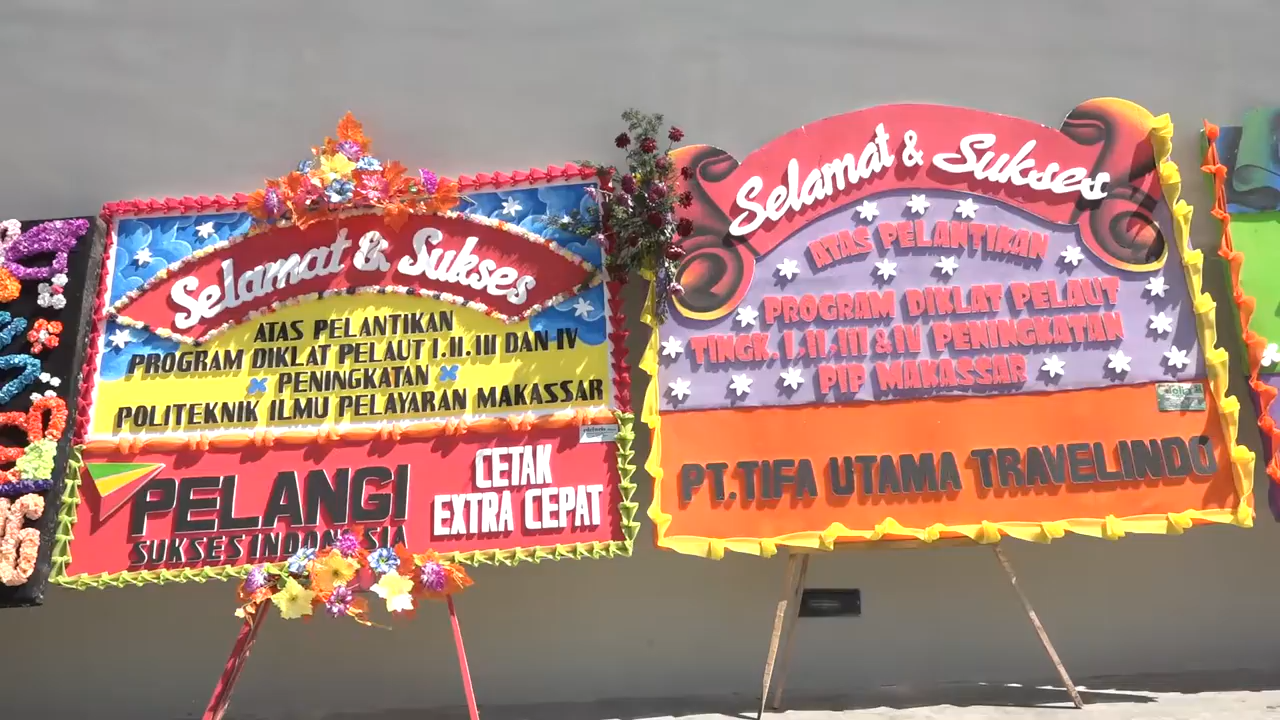 Selamat & Sukses
ATAS PELANTIKAN
PROGRAM DIKLAT PELAUT I.II.III DAN IV
PENINGKATAN
POLITEKNIK ILMU PELAYARAN MAKASSAR
PELANGI
SUKSES INDONESIA
CETAK
EXTRA CEPAT
Selamat & Sukses
ATAS PELANTIKAN
PROGRAM DIKLAT PELAUT
TINGK. I, II, III & IV PENINGKATAN
PIP MAKASSAR
PT. TIFA UTAMA TRAVELINDO